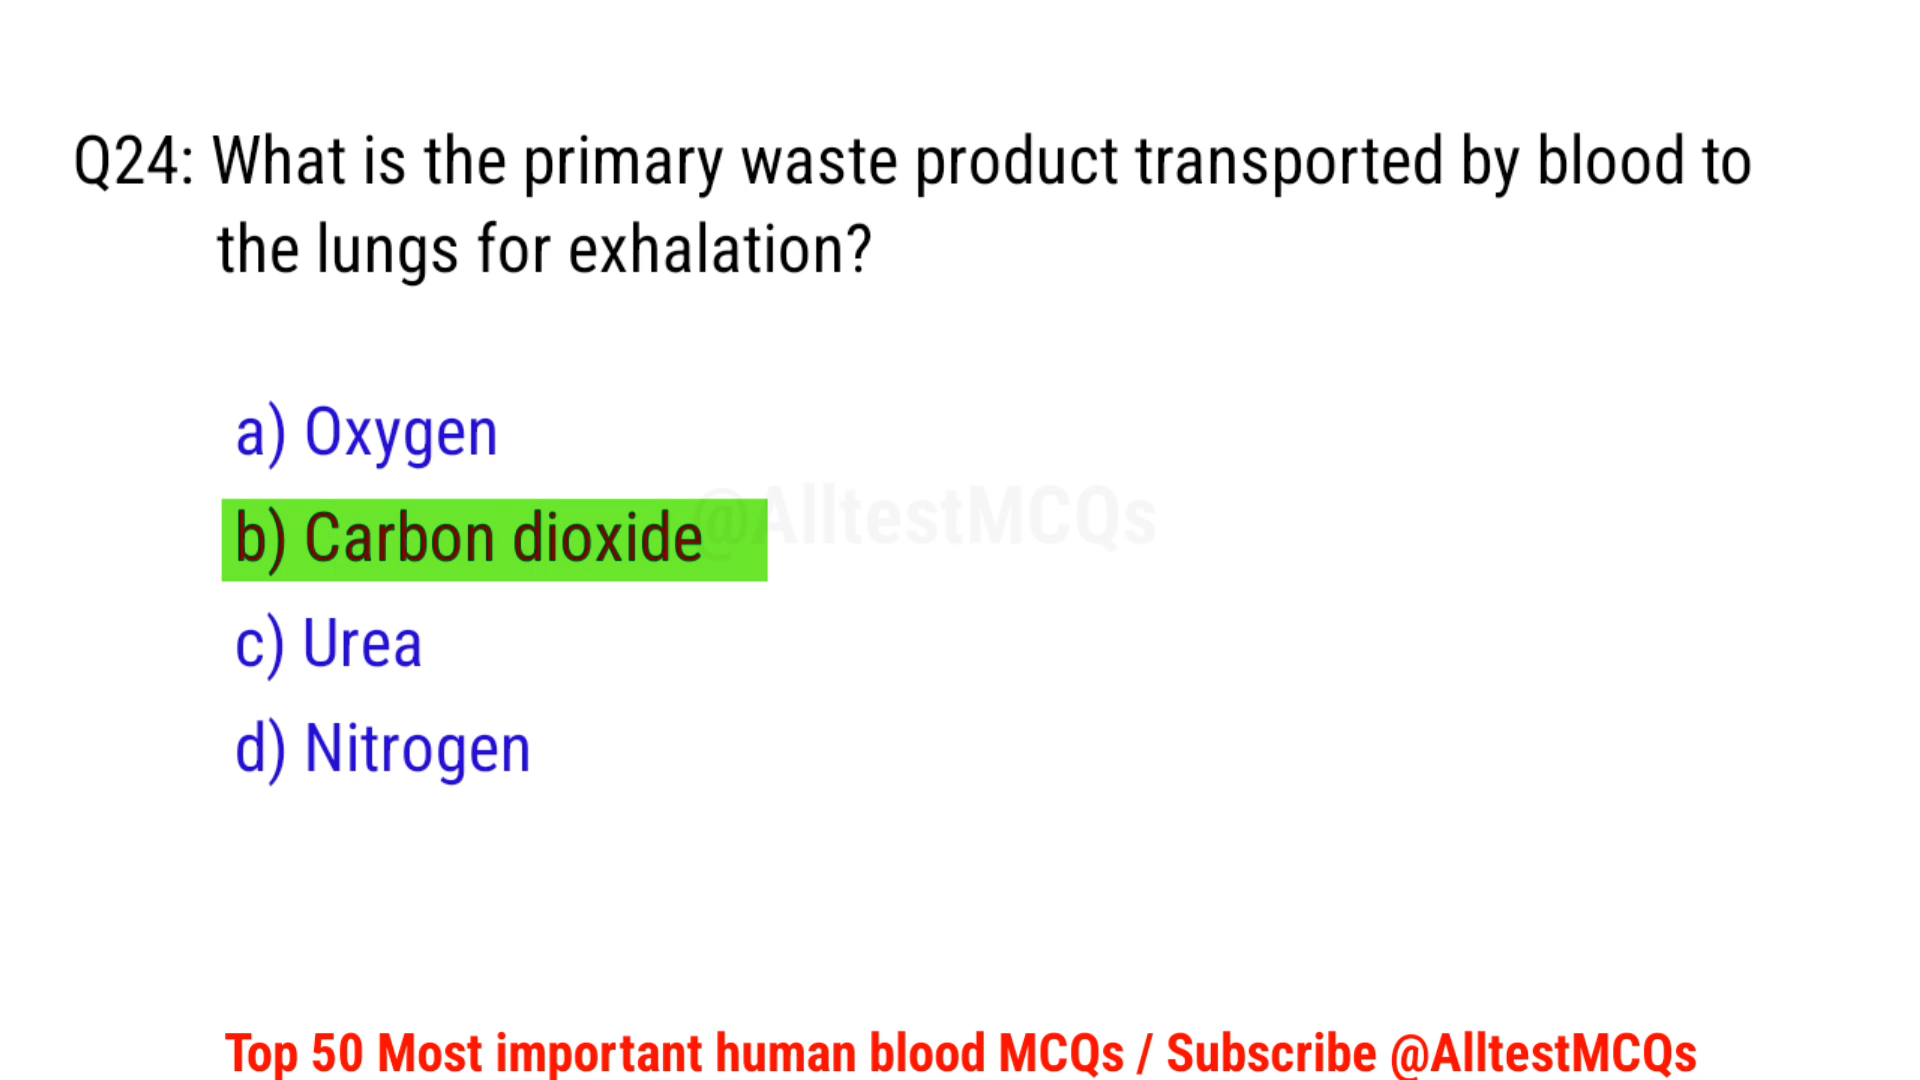 Q24: What is the primary waste product transported by blood to
the lungs for exhalation?
a) Oxygen
b) Carbon dioxide
@AlltestMCQs
c) Urea
d) Nitrogen
Top 50 Most important human blood MCQs / Subscribe @AlltestMCQs